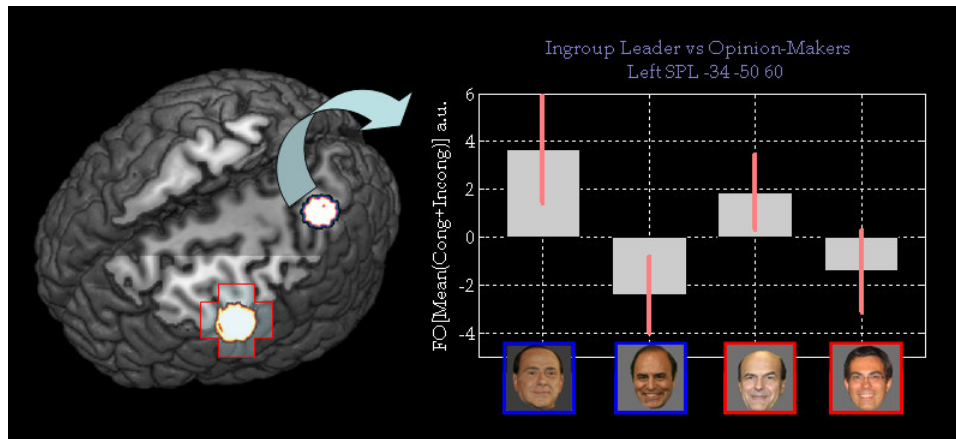 Ingroup Leader vs Opinion-Makers
Left SPL -34 -50 60
FO[Mean(Cong+Incong)] a.u.
6
4
2
0
-2
-4